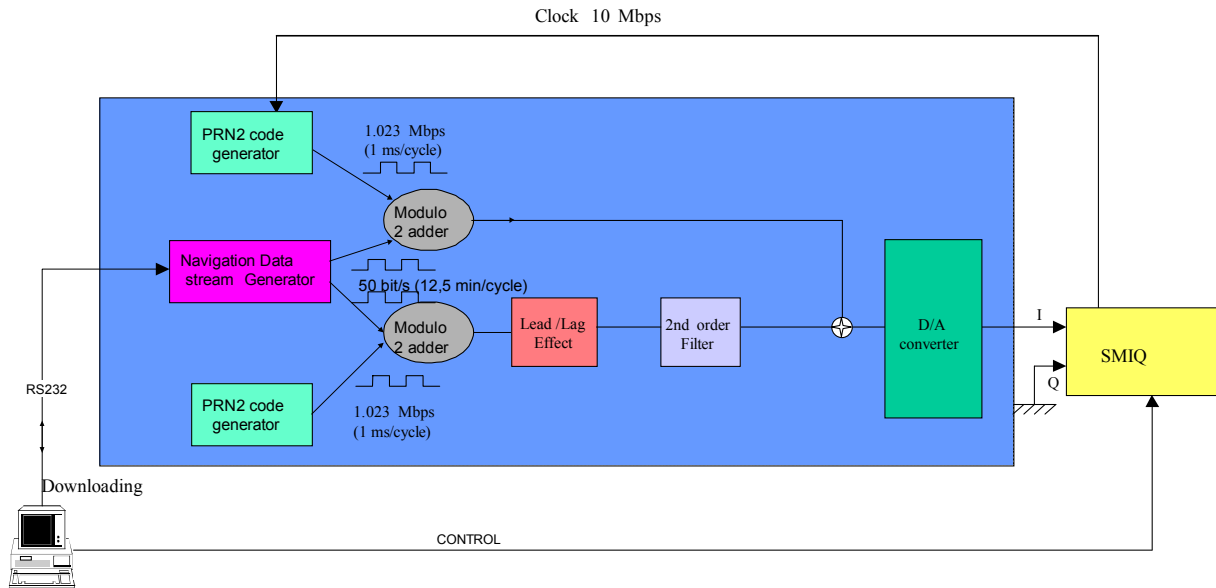 Clock 10 Mbps
PRN2 code
generator
1.023 Mbps
(1 ms/cycle)
Modulo
2 adder
Navigation Data
stream Generator
50 bit/s (12,5 min/cycle)
Modulo
2 adder
Lead /Lag
Effect
2nd order
Filter
D/A
converter
I
Q
SMIQ
RS232
PRN2 code
generator
1.023 Mbps
(1 ms/cycle)
Downloading
CONTROL